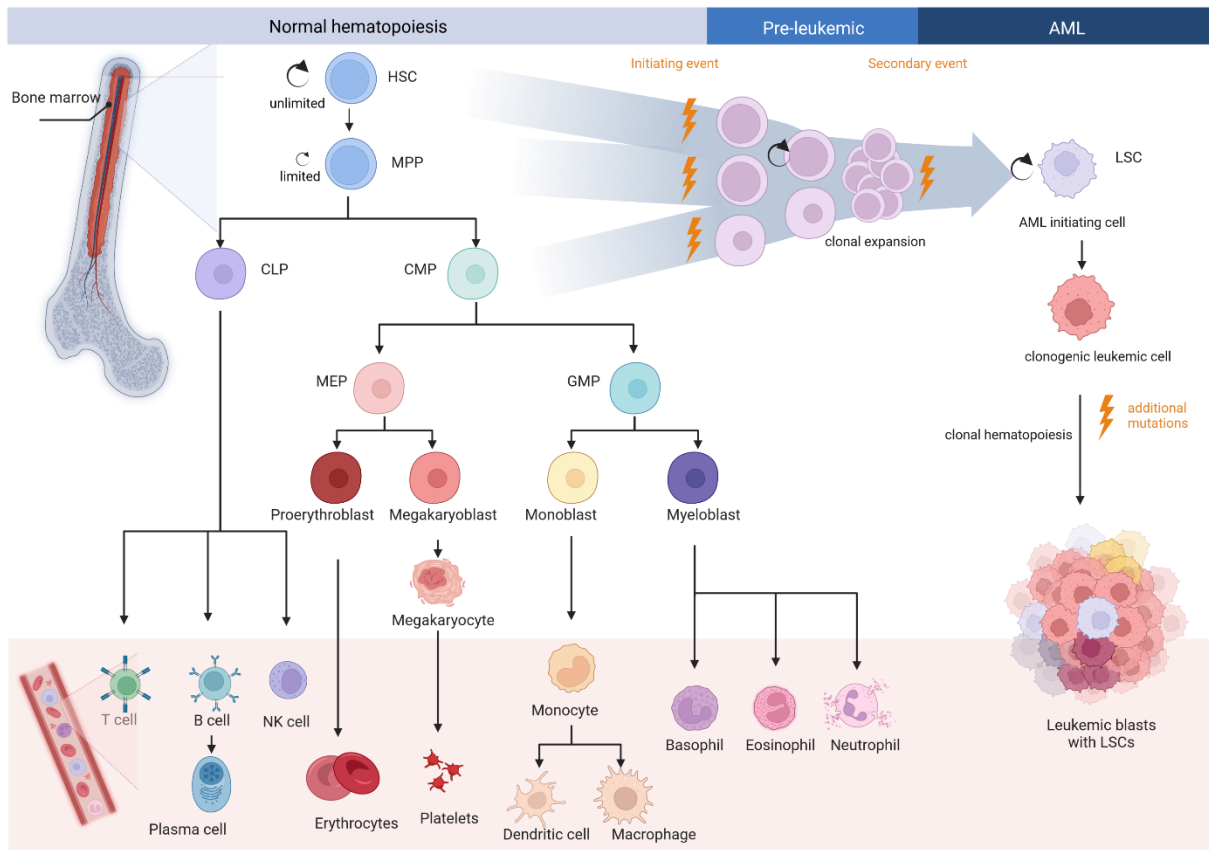 Normal hematopoiesis
Pre-leukemic
AML
Bone marrow
unlimited
HSC
limited
MPP
Initiating event
Secondary event
clonal expansion
LSC
AML initiating cell
CLP
CMP
clonogenic leukemic cell
MEP
GMP
clonal hematopoiesis
additional
mutations
Proerythroblast
Megakaryoblast
Monoblast
Myeloblast
Megakaryocyte
T cell
B cell
NK cell
Monocyte
Basophil
Eosinophil
Neutrophil
Leukemic blasts
with LSCs
Plasma cell
Erythrocytes
Platelets
Dendritic cell
Macrophage